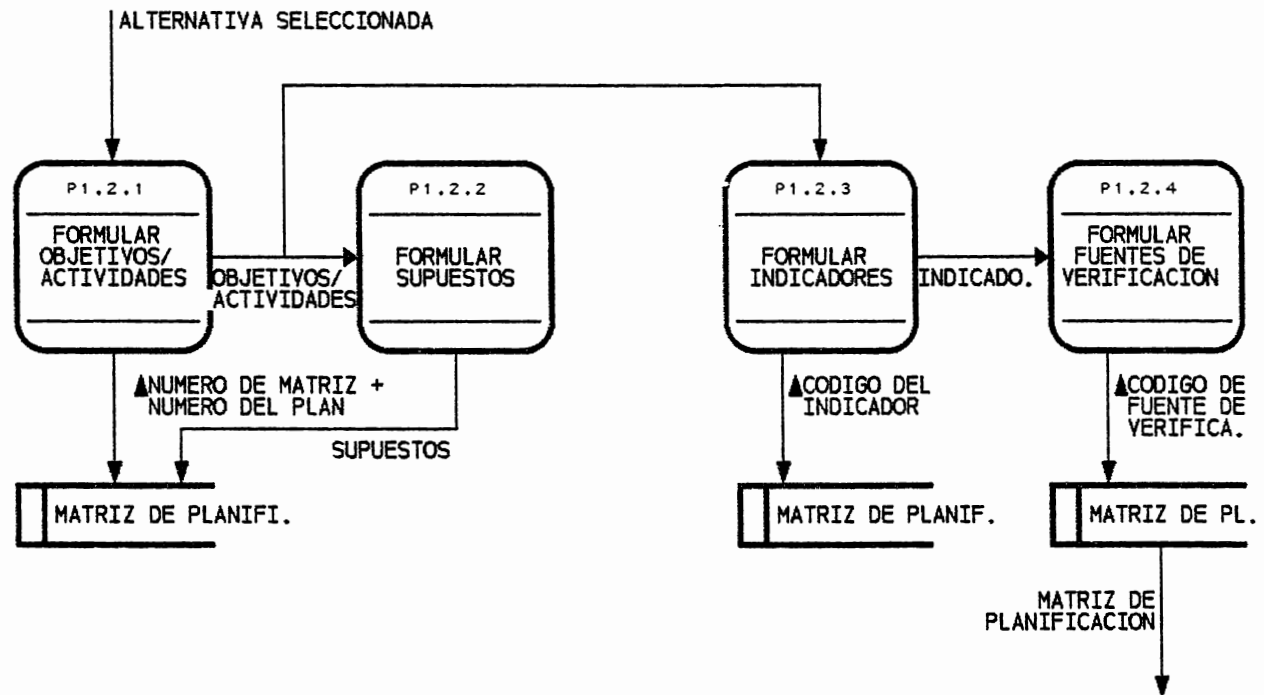 ALTERNATIVA SELECCIONADA
P1.2.1
FORMULAR
OBJETIVOS/
ACTIVIDADES
OBJETIVOS/
ACTIVIDADES
P1.2.2
FORMULAR
SUPUESTOS
P1.2.3
FORMULAR
INDICADORES
INDICADO.
P1.2.4
FORMULAR
FUENTES DE
VERIFICACION
NUMERO DE MATRIZ +
NUMERO DEL PLAN
SUPUESTOS
CODIGO DEL
INDICADOR
CODIGO DE
FUENTE DE
VERIFICA.
MATRIZ DE PLANIFI.
MATRIZ DE PLANIF.
MATRIZ DE PL.
MATRIZ DE
PLANIFICACION